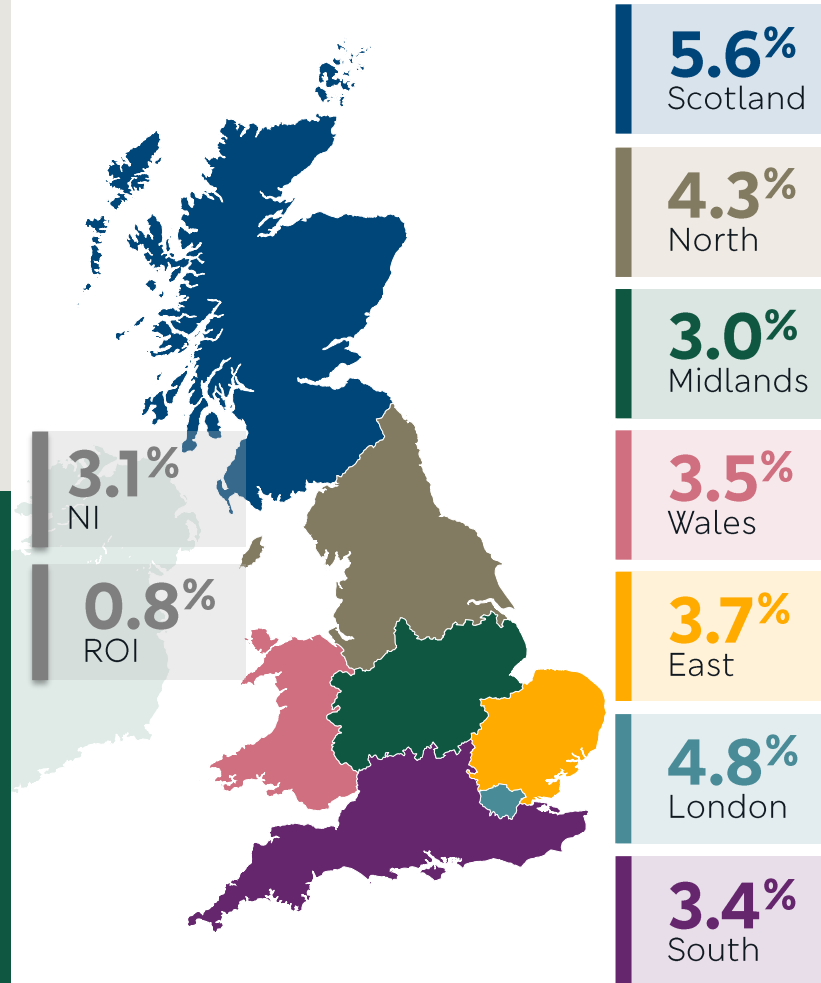 5.6%
Scotland
4.3%
North
3.0%
Midlands
3.1%
NI
3.5%
Wales
0.8%
ROI
3.7%
East
4.8%
London
3.4%
South